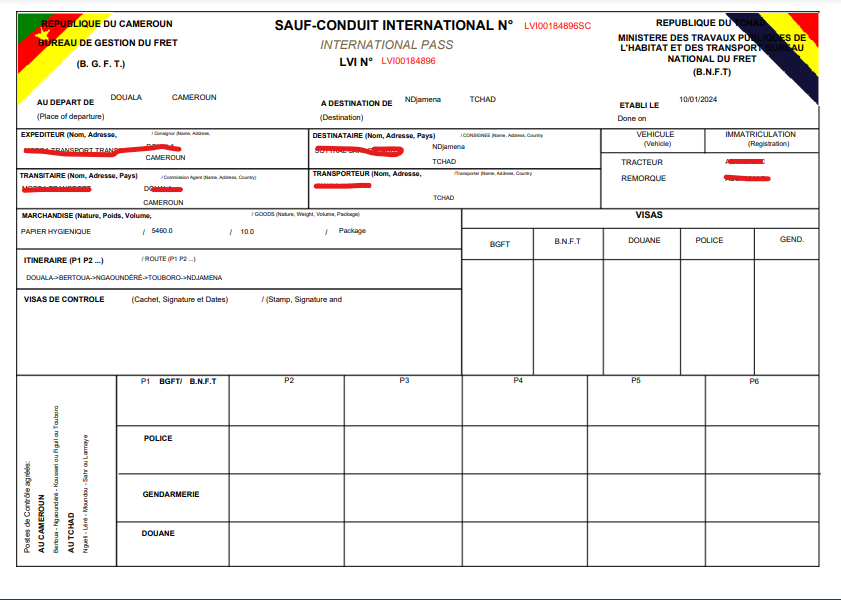 REPUBLIQUE DU CAMEROUN
BUREAU DE GESTION DU FRET
(B. G. F. T.)
SAUF-CONDUIT INTERNATIONAL N° LVI00184896SC
INTERNATIONAL PASS
LVI N° LVI00184896
REPUBLIQUE DU TCHAD
MINISTERE DES TRAVAUX PUBLIQUES DE
L'HABITAT ET DES TRANSPORT BUREAU
NATIONAL DU FRET
(B.N.F.T)
AU DEPART DE DOUALA CAMEROUN
(Place of departure)
A DESTINATION DE NDjamena TCHAD
(Destination)
ETABLI LE 10/01/2024
Done on
EXPEDITEUR (Nom, Adresse, / Consignor (Name, Address,
CAMEROUN
DESTINATAIRE (Nom, Adresse, Pays) / CONSIGNEE (Name, Address, Country
NDjamena
TCHAD
VEHICULE
(Vehicle)
IMMATRICULATION
(Registration)
TRACTEUR
REMORQUE
TRANSITAIRE (Nom, Adresse, Pays) / Commission Agent (Name, Address, Country)
CAMEROUN
TRANSPORTEUR (Nom, Adresse, /Transporter (Name, Address, Country)
TCHAD
MARCHANDISE (Nature, Poids, Volume, / GOODS (Nature, Weight, Volume, Package)
PAPIER HYGIENIQUE / 5460.0 / 10.0 / Package
VISAS
BGFT B.N.F.T DOUANE POLICE GEND.
ITINERAIRE (P1 P2 ...) / ROUTE (P1 P2 ...)
DOUALA->BERTOUA->NGAOUNDÉRÉ->TOUBORO->NDJAMENA
VISAS DE CONTROLE (Cachet, Signature et Dates) / (Stamp, Signature and
P1 BGFT/ B.N.F.T P2 P3 P4 P5 P6
POLICE
GENDARMERIE
DOUANE
Postes de Contrôle agréés:
AU CAMEROUN
Bertoua - Ngaoundéré - Kousseri ou Figuil ou Touboro
AU TCHAD
Ngueli - Léré - Moundou - Sahr ou Larmaye